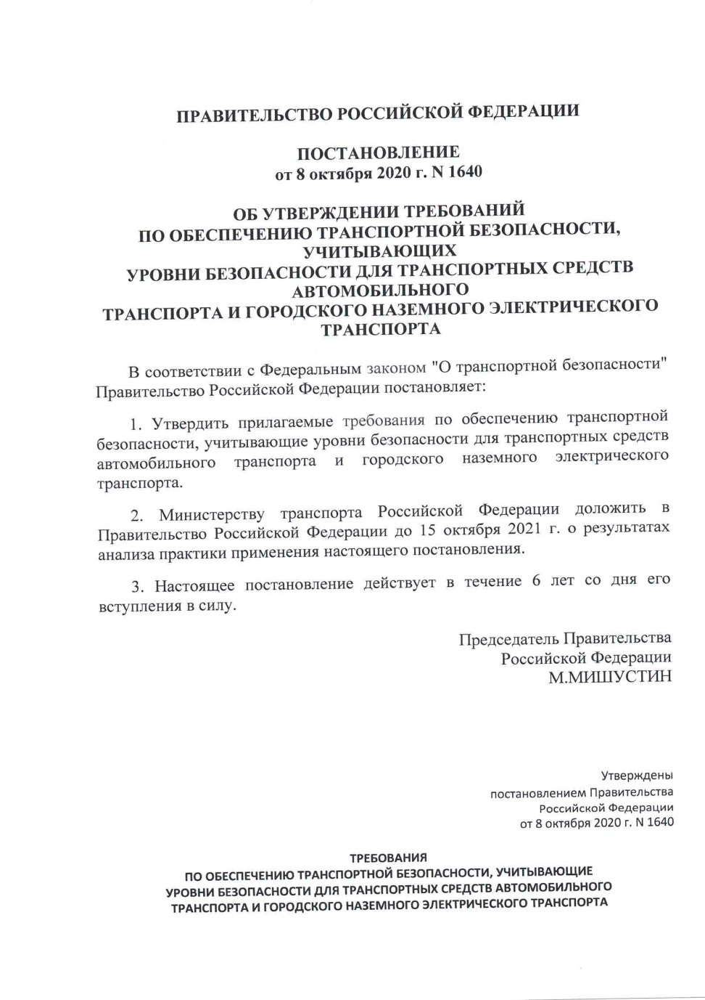 ПРАВИТЕЛЬСТВО РОССИЙСКОЙ ФЕДЕРАЦИИ
ПОСТАНОВЛЕНИЕ
от 8 октября 2020 г. N 1640
ОБ УТВЕРЖДЕНИИ ТРЕБОВАНИЙ
ПО ОБЕСПЕЧЕНИЮ ТРАНСПОРТНОЙ БЕЗОПАСНОСТИ,
УЧИТЫВАЮЩИХ
УРОВНИ БЕЗОПАСНОСТИ ДЛЯ ТРАНСПОРТНЫХ СРЕДСТВ
АВТОМОБИЛЬНОГО
ТРАНСПОРТА И ГОРОДСКОГО НАЗЕМНОГО ЭЛЕКТРИЧЕСКОГО
ТРАНСПОРТА
В соответствии с Федеральным законом "О транспортной безопасности"
Правительство Российской Федерации постановляет:
1. Утвердить прилагаемые требования по обеспечению транспортной
безопасности, учитывающие уровни безопасности для транспортных средств
автомобильного транспорта и городского наземного электрического
транспорта.
2. Министерству транспорта Российской Федерации доложить в
Правительство Российской Федерации до 15 октября 2021 г. о результатах
анализа практики применения настоящего постановления.
3. Настоящее постановление действует в течение 6 лет со дня его
вступления в силу.
Председатель Правительства
Российской Федерации
М.МИШУСТИН
Утверждены
постановлением Правительства
Российской Федерации
от 8 октября 2020 г. N 1640
ТРЕБОВАНИЯ
ПО ОБЕСПЕЧЕНИЮ ТРАНСПОРТНОЙ БЕЗОПАСНОСТИ, УЧИТЫВАЮЩИЕ
УРОВНИ БЕЗОПАСНОСТИ ДЛЯ ТРАНСПОРТНЫХ СРЕДСТВ АВТОМОБИЛЬНОГО
ТРАНСПОРТА И ГОРОДСКОГО НАЗЕМНОГО ЭЛЕКТРИЧЕСКОГО ТРАНСПОРТА